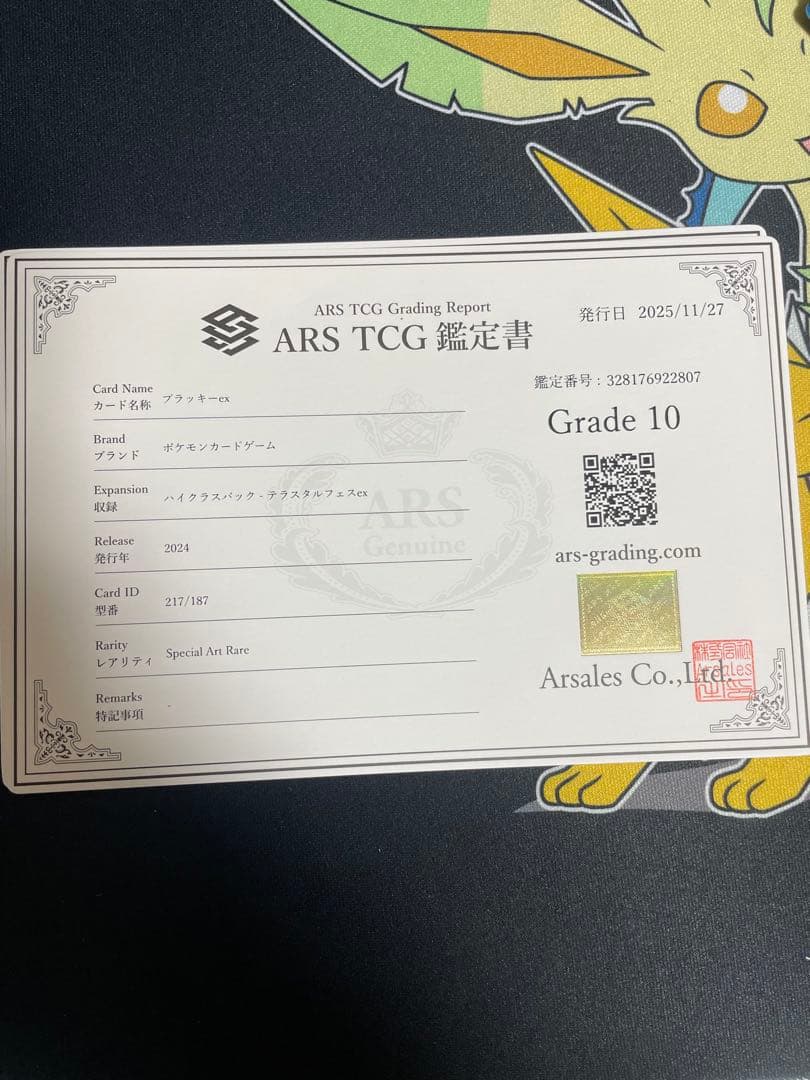 ARS TCG Grading Report
ARS TCG 鑑定書
発行日 2025/11/27
鑑定番号：328176922807
Grade 10
Card Name
カード名称 ブラッキーex
Brand
ブランド ポケモンカードゲーム
Expansion
収録 ハイクラスパック - テラスタルフェスex
Release
発行年 2024
Card ID
型番 217/187
Rarity
レアリティ Special Art Rare
Remarks
特記事項 -
ARS
Genuine
ars-grading.com
Arsales Co.,Ltd.
株式会社
Arsales